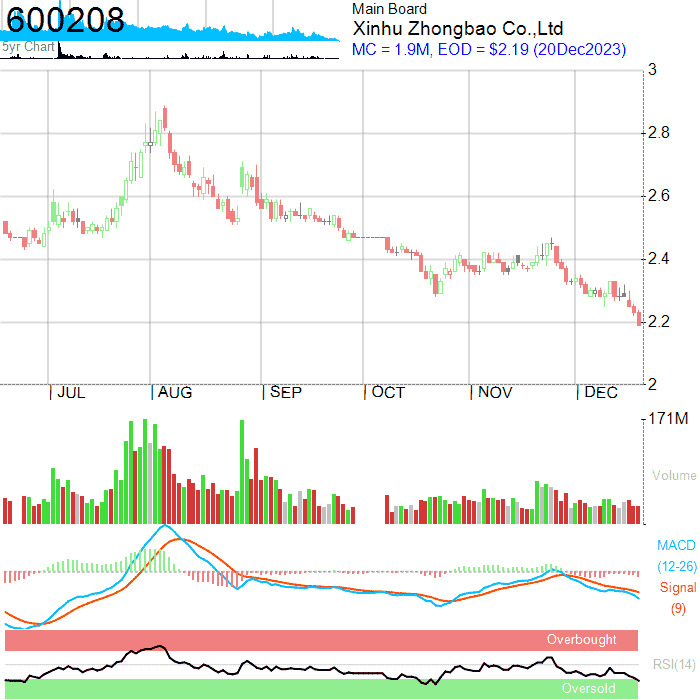 600208
5yr Chart
Main Board
Xinhu Zhongbao Co.,Ltd
MC = 1.9M, EOD = $2.19 (20Dec2023)
3
2.8
2.6
2.4
2.2
2
JUL AUG SEP OCT NOV DEC
171M
Volume
MACD
(12-26)
Signal
(9)
Overbought
RSI(14)
Oversold